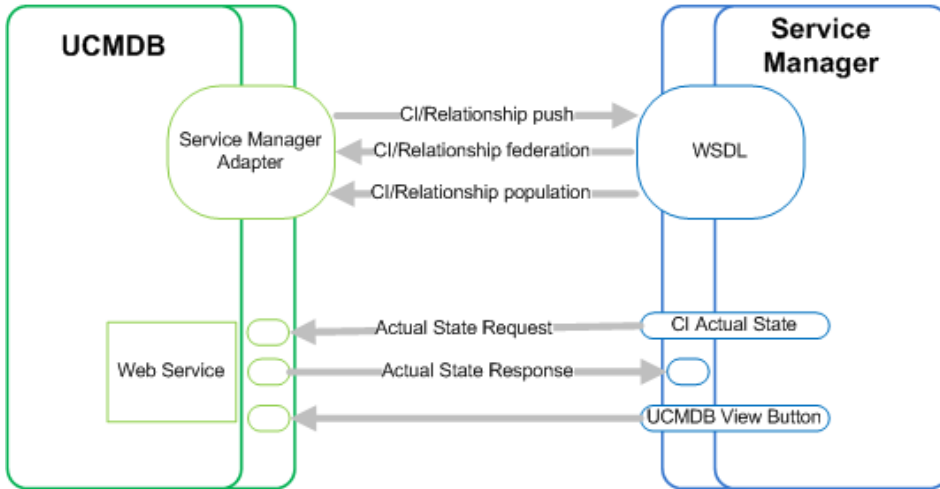 UCMDB
Service
Manager
Service Manager
Adapter
CI/Relationship push
CI/Relationship federation
CI/Relationship population
WSDL
Actual State Request
CI Actual State
Web Service
Actual State Response
UCMDB View Button